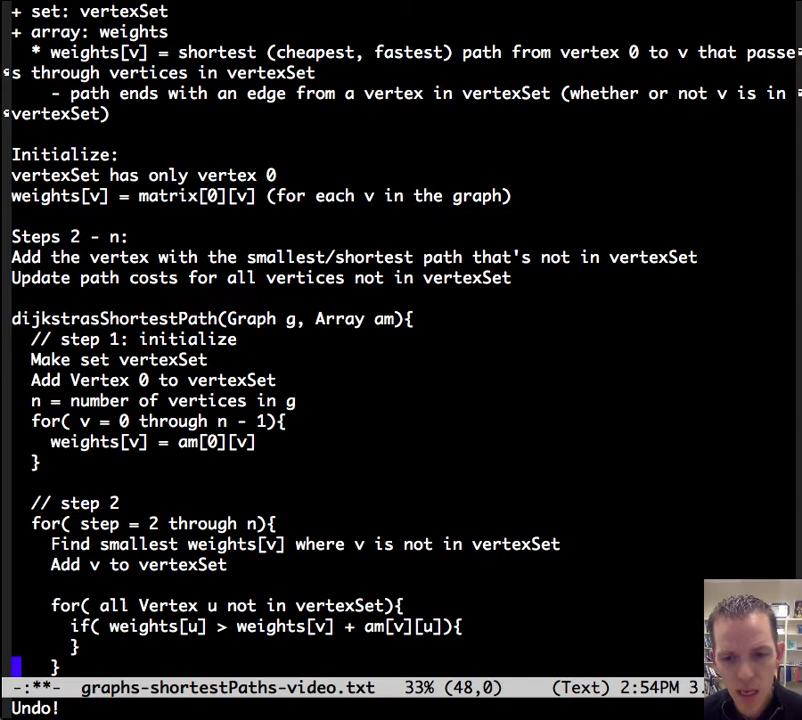 + set: vertexSet
+ array: weights
* weights[v] = shortest (cheapest, fastest) path from vertex 0 to v that passe
s through vertices in vertexSet
- path ends with an edge from a vertex in vertexSet (whether or not v is in
vertexSet)
Initialize:
vertexSet has only vertex 0
weights[v] = matrix[0][v] (for each v in the graph)
Steps 2 - n:
Add the vertex with the smallest/shortest path that's not in vertexSet
Update path costs for all vertices not in vertexSet
dijkstrasShortestPath(Graph g, Array am){
// step 1: initialize
Make set vertexSet
Add Vertex 0 to vertexSet
n = number of vertices in g
for( v = 0 through n - 1){
weights[v] = am[0][v]
}
// step 2
for( step = 2 through n){
Find smallest weights[v] where v is not in vertexSet
Add v to vertexSet
for( all Vertex u not in vertexSet){
if( weights[u] > weights[v] + am[v][u]){
}
}
-:**- graphs-shortestPaths-video.txt 33% (48,0) (Text) 2:54PM 3.
Undo!